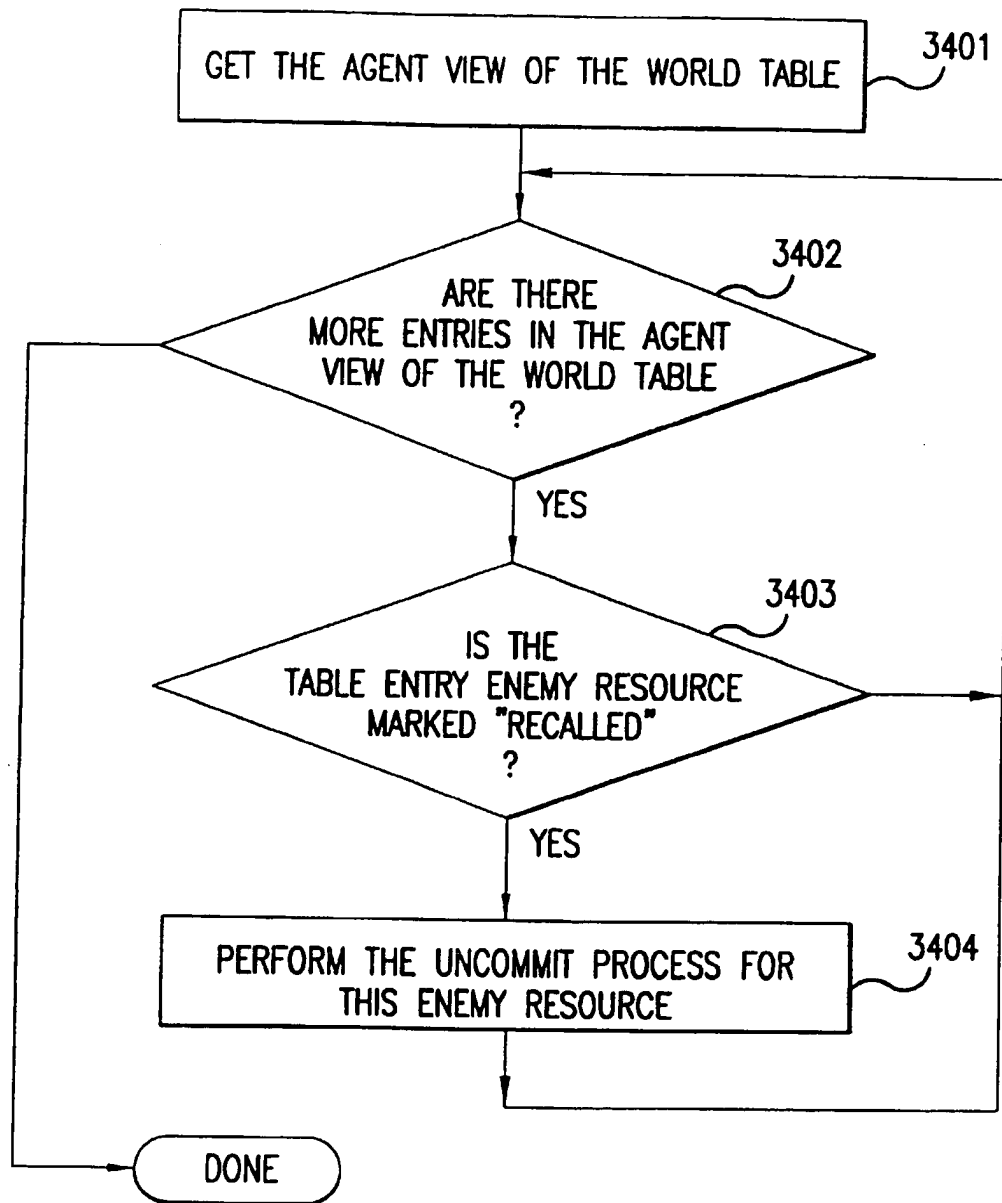 GET THE AGENT VIEW OF THE WORLD TABLE
3401
3402
ARE THERE
MORE ENTRIES IN THE AGENT
VIEW OF THE WORLD TABLE
?
YES
3403
IS THE
TABLE ENTRY ENEMY RESOURCE
MARKED "RECALLED"
?
YES
3404
PERFORM THE UNCOMMIT PROCESS FOR
THIS ENEMY RESOURCE
DONE